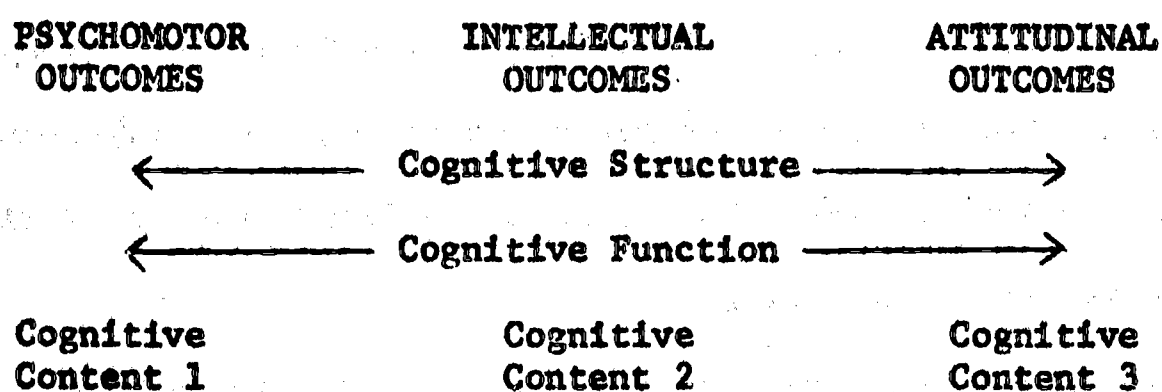 PSYCHOMOTOR INTELLECTUAL ATTITUDINAL
OUTCOMES OUTCOMES OUTCOMES
Cognitive Structure
Cognitive Function
Cognitive Cognitive Cognitive
Content 1 Content 2 Content 3